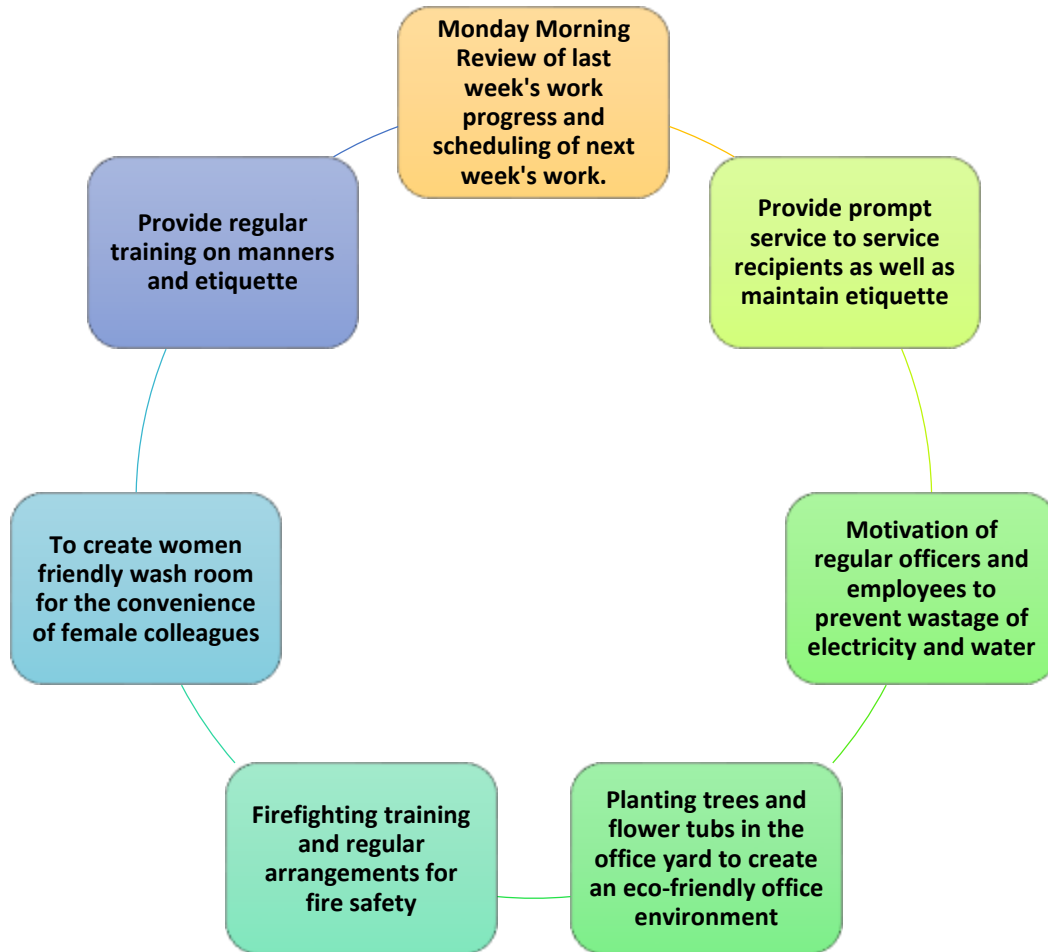 Monday Morning
Review of last
week's work
progress and
scheduling of next
week's work.
Provide prompt
service to service
recipients as well as
maintain etiquette
Motivation of
regular officers and
employees to
prevent wastage of
electricity and water
Planting trees and
flower tubs in the
office yard to create
an eco-friendly office
environment
Firefighting training
and regular
arrangements for
fire safety
To create women
friendly wash room
for the convenience
of female colleagues
Provide regular
training on manners
and etiquette